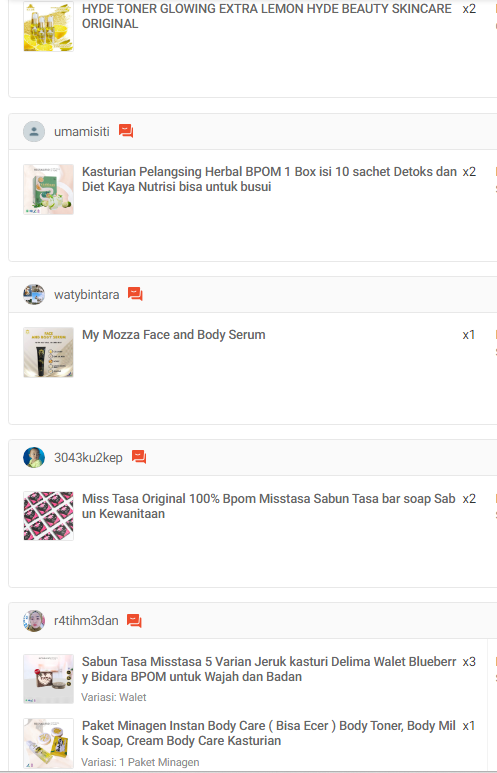 HYDE TONER GLOWING EXTRA LEMON HYDE BEAUTY SKINCARE x2
ORIGINAL
umamisiti
Kasturian Pelangsing Herbal BPOM 1 Box isi 10 sachet Detoks dan x2
Diet Kaya Nutrisi bisa untuk busui
watybintara
My Mozza Face and Body Serum x1
3043ku2kep
Miss Tasa Original 100% Bpom Misstasa Sabun Tasa bar soap Sab x2
un Kewanitaan
r4tihm3dan
Sabun Tasa Misstasa 5 Varian Jeruk kasturi Delima Walet Blueberr x3
y Bidara BPOM untuk Wajah dan Badan
Variasi: Walet
Paket Minagen Instan Body Care ( Bisa Ecer ) Body Toner, Body Mil x1
k Soap, Cream Body Care Kasturian
Variasi: 1 Paket Minagen